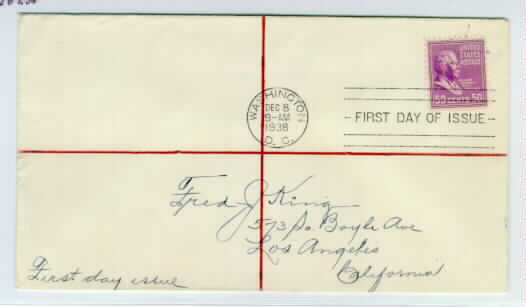 UNITED
STATES
POSTAGE
50 CENTS 50
WASHINGTON
DEC 8
9-AM
1938
D. C.
FIRST DAY OF ISSUE
Fred J King
573 So. Boyle Ave
Los Angeles
California
First day issue